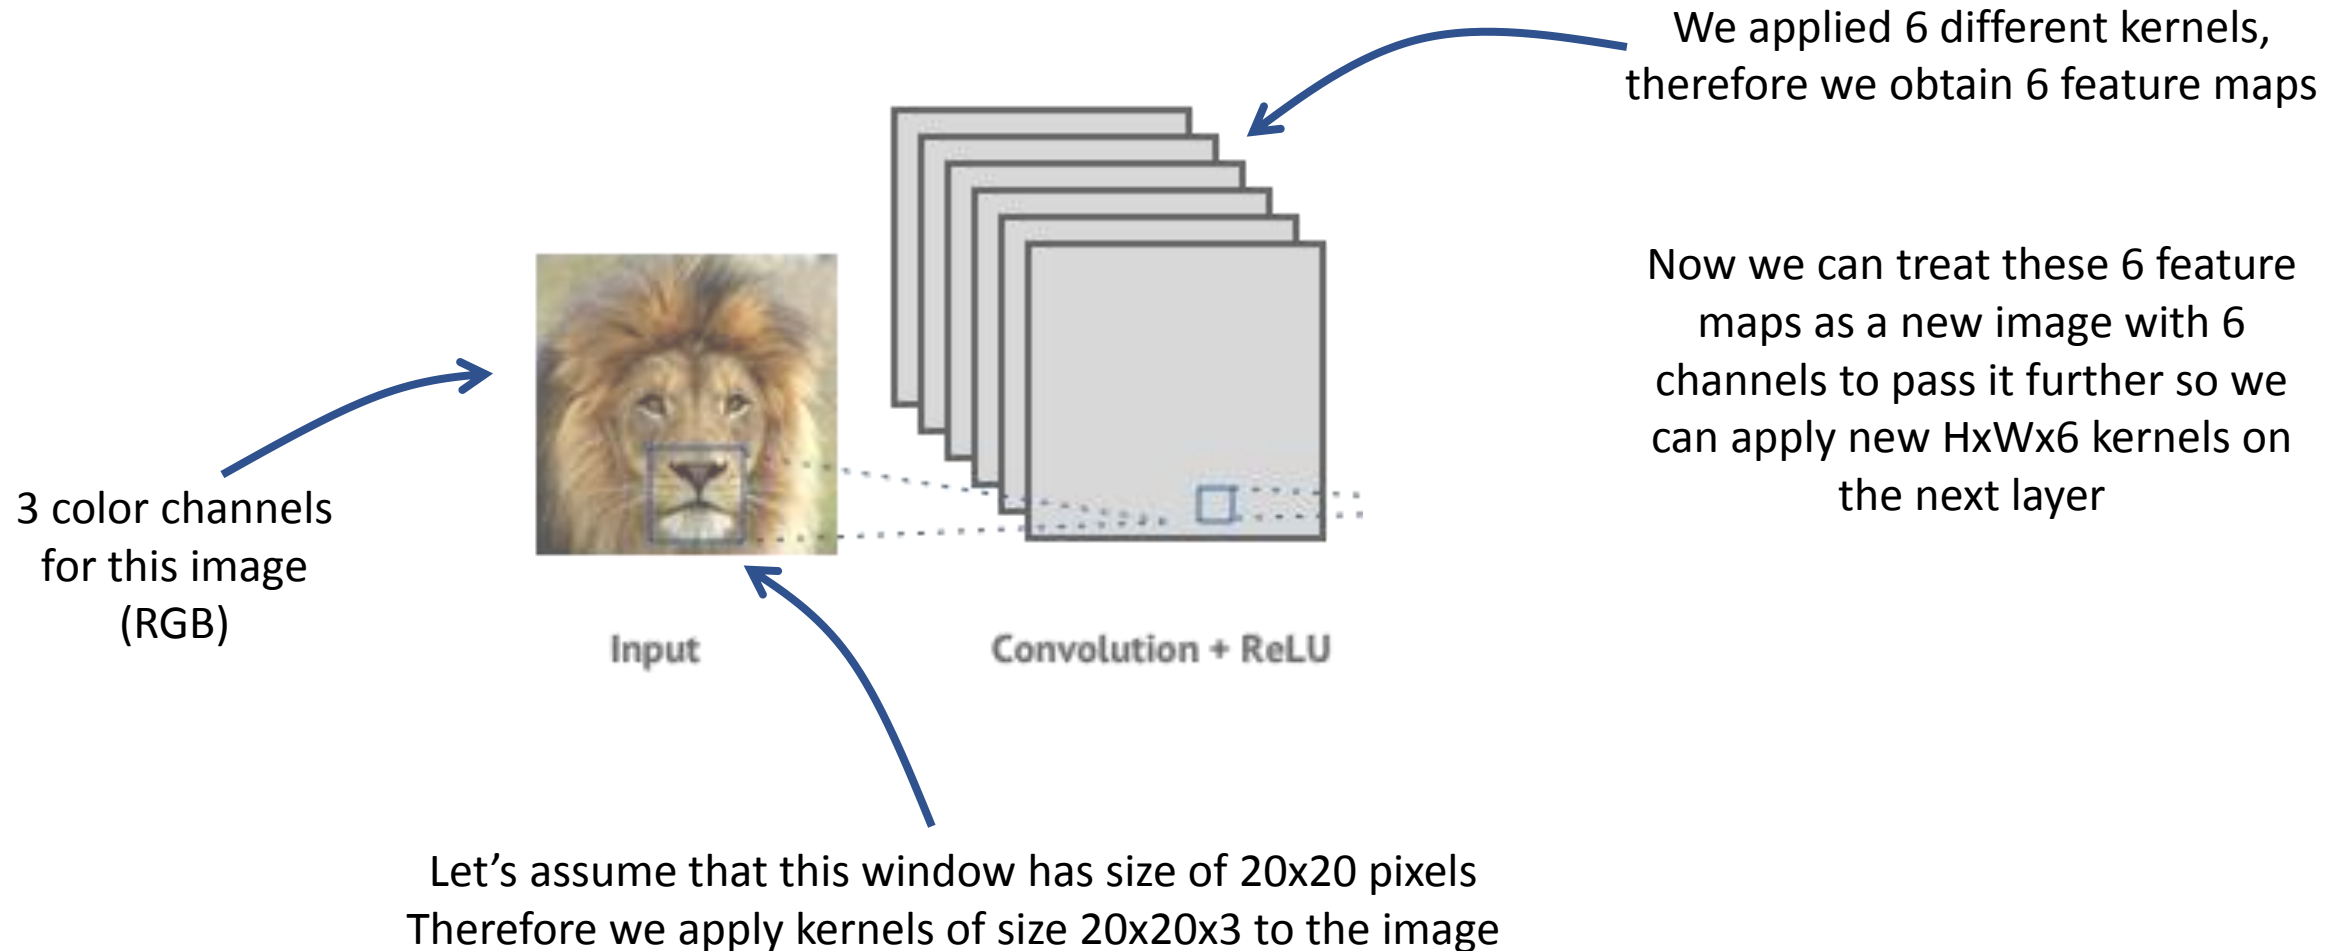 We applied 6 different kernels,
therefore we obtain 6 feature maps
Now we can treat these 6 feature
maps as a new image with 6
channels to pass it further so we
can apply new HxWx6 kernels on
the next layer
3 color channels
for this image
(RGB)
Input
Convolution + ReLU
Let’s assume that this window has size of 20x20 pixels
Therefore we apply kernels of size 20x20x3 to the image